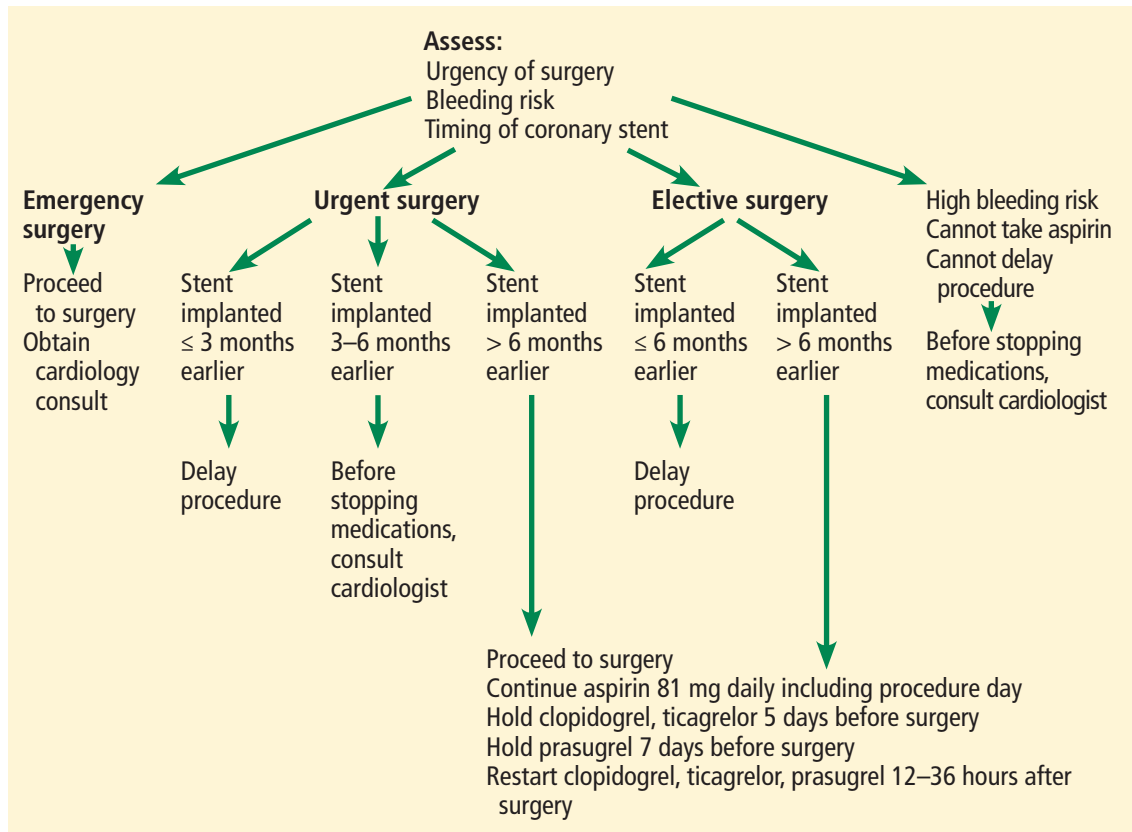 Assess:
Urgency of surgery
Bleeding risk
Timing of coronary stent
Emergency
surgery
Proceed
to surgery
Obtain
cardiology
consult
Urgent surgery
Stent
implanted
≤ 3 months
earlier
Delay
procedure
Stent
implanted
3–6 months
earlier
Before
stopping
medications,
consult
cardiologist
Stent
implanted
> 6 months
earlier
Elective surgery
Stent
implanted
≤ 6 months
earlier
Delay
procedure
Stent
implanted
> 6 months
earlier
Proceed to surgery
Continue aspirin 81 mg daily including procedure day
Hold clopidogrel, ticagrelor 5 days before surgery
Hold prasugrel 7 days before surgery
Restart clopidogrel, ticagrelor, prasugrel 12–36 hours after
surgery
High bleeding risk
Cannot take aspirin
Cannot delay
procedure
Before stopping
medications,
consult cardiologist